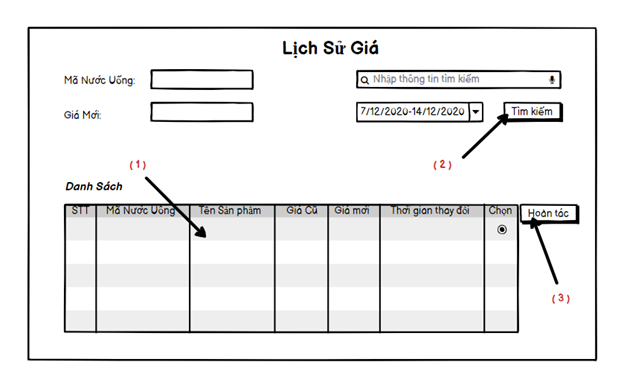 Lịch Sử Giá
Mã Nước Uống:
Nhập thông tin tìm kiếm
Giá Mới:
7/12/2020-14/12/2020
Tìm kiếm
(1)
(2)
Danh Sách
STT Mã Nước Uống Tên Sản phẩm Giá Cũ Giá mới Thời gian thay đổi Chọn Hoàn tác
(3)